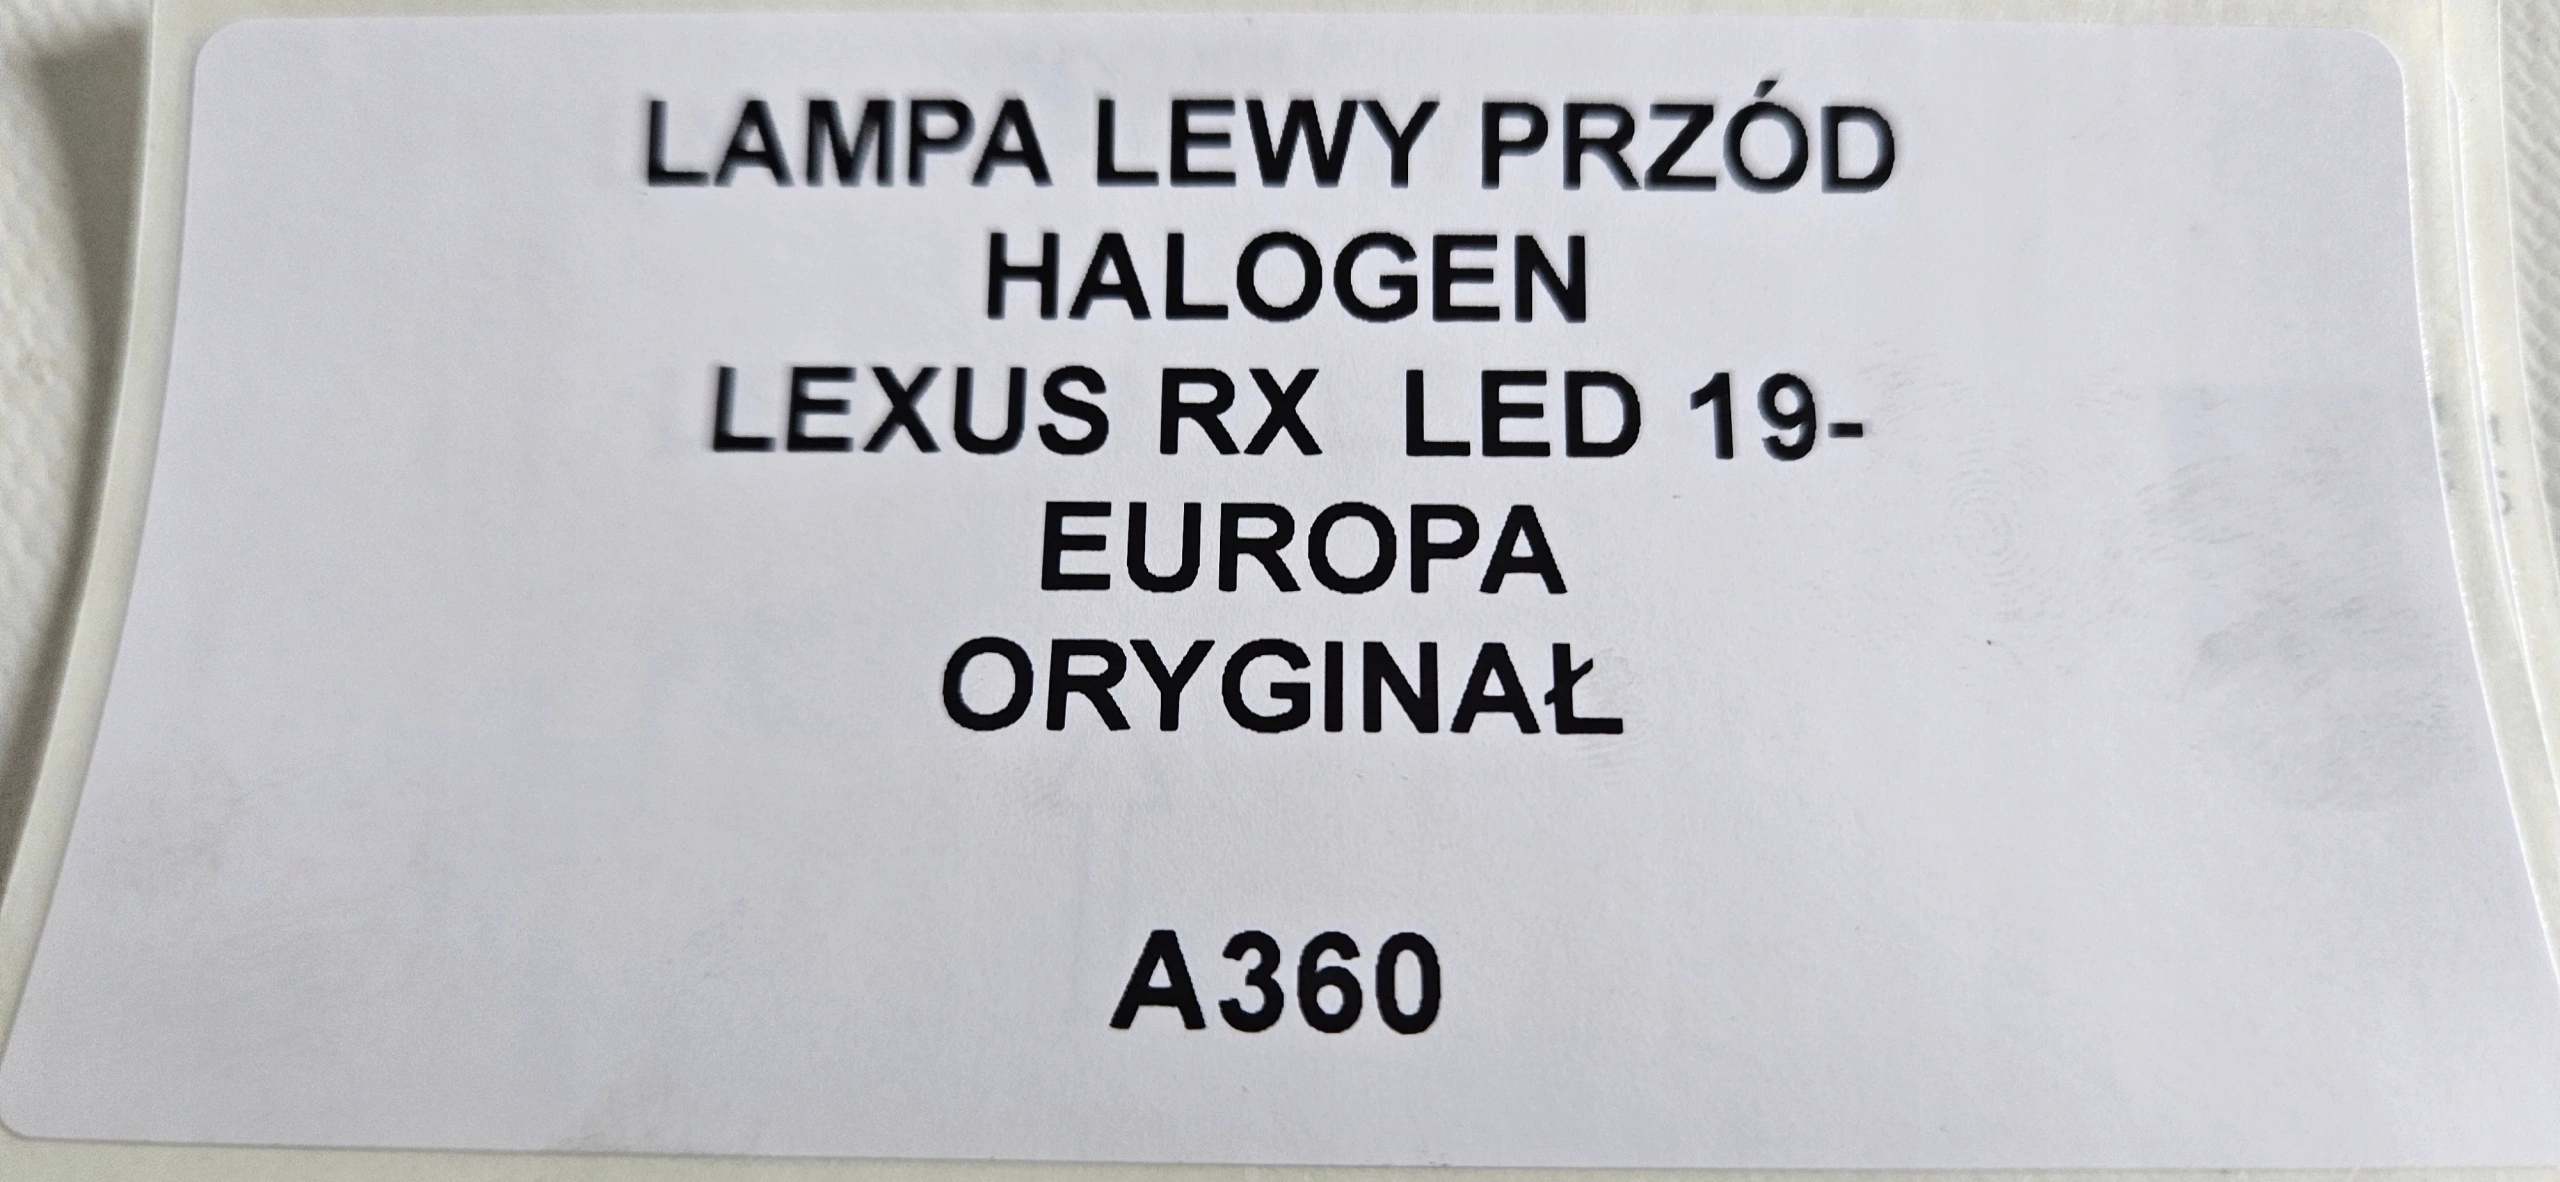 LAMPA LEWY PRZÓD
HALOGEN
LEXUS RX  LED 19-
EUROPA
ORYGINAŁ
A360